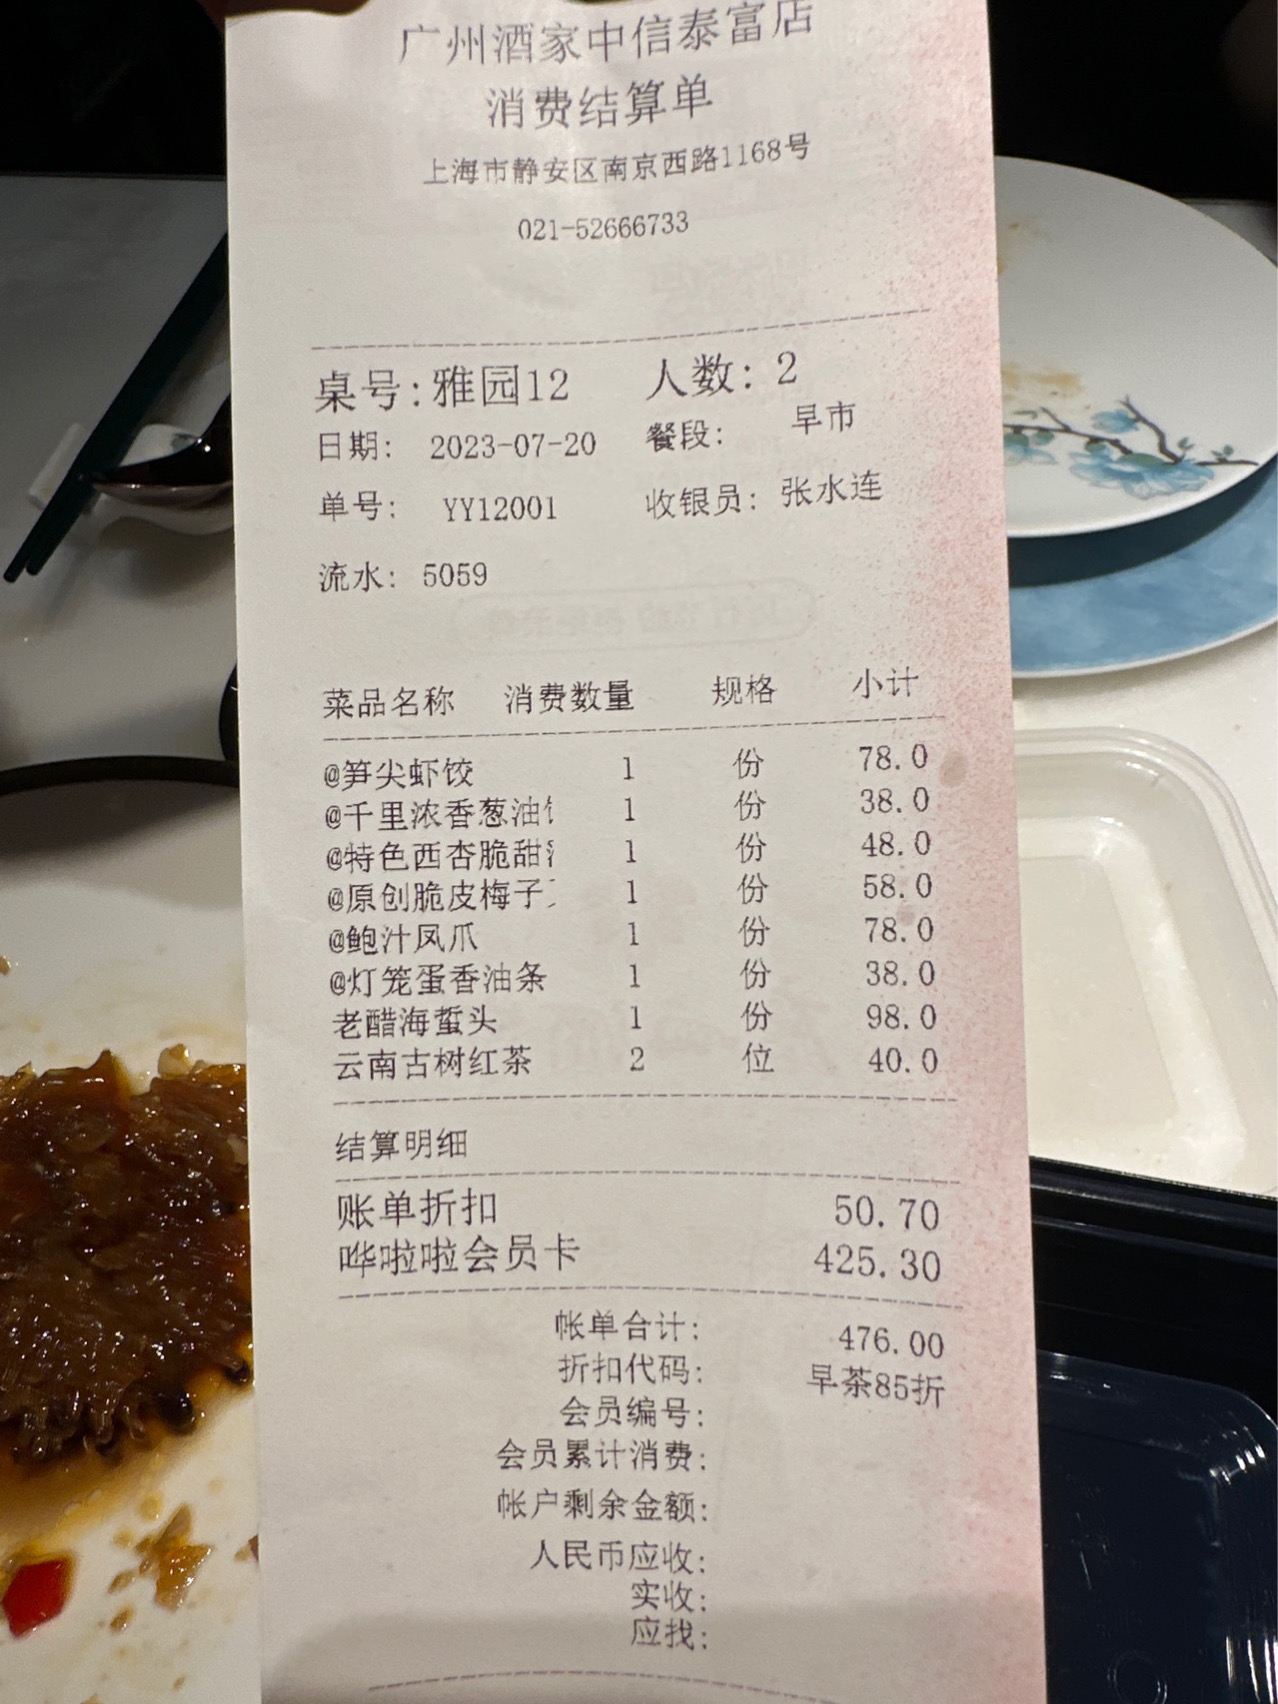 广州酒家中信泰富店
消费结算单
上海市静安区南京西路1168号
021-52666733
桌号:雅园12 人数: 2
日期: 2023-07-20 餐段: 早市
单号: YY12001 收银员: 张水连
流水: 5059
菜品名称 消费数量 规格 小计
@笋尖虾饺 1 份 78.0
@千里浓香葱油 1 份 38.0
@特色西杏脆甜 1 份 48.0
@原创脆皮梅子 1 份 58.0
@鲍汁凤爪 1 份 78.0
@灯笼蛋香油条 1 份 38.0
老醋海蜇头 1 份 98.0
云南古树红茶 2 位 40.0
结算明细
账单折扣 50.70
哗啦啦会员卡 425.30
帐单合计: 476.00
折扣代码: 早茶85折
会员编号:
会员累计消费:
帐户剩余金额:
人民币应收:
实收:
应找: